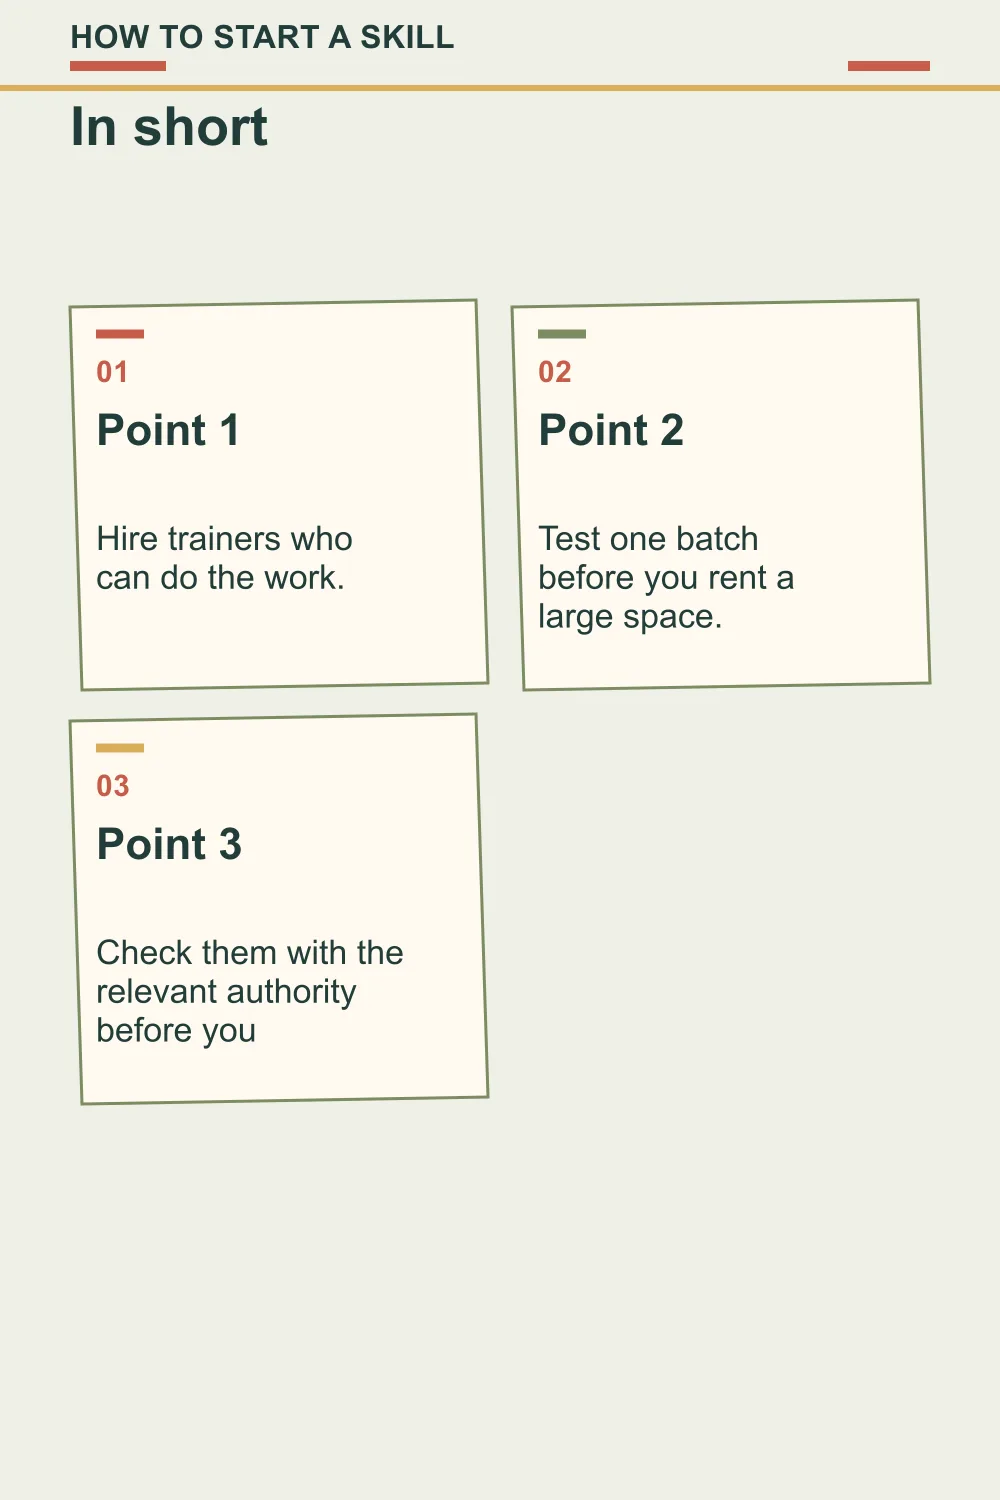 HOW TO START A SKILL
In short
01
Point 1
Hire trainers who
can do the work.
02
Point 2
Test one batch
before you rent a
large space.
03
Point 3
Check them with the
relevant authority
before you